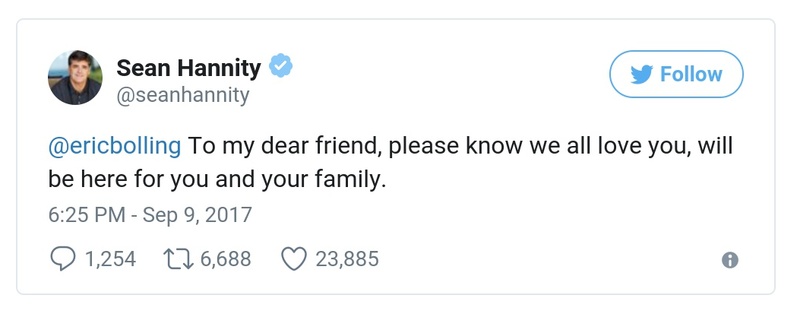 Sean Hannity
@seanhannity
Follow
@ericbolling To my dear friend, please know we all love you, will
be here for you and your family.
6:25 PM - Sep 9, 2017
1,254 6,688 23,885